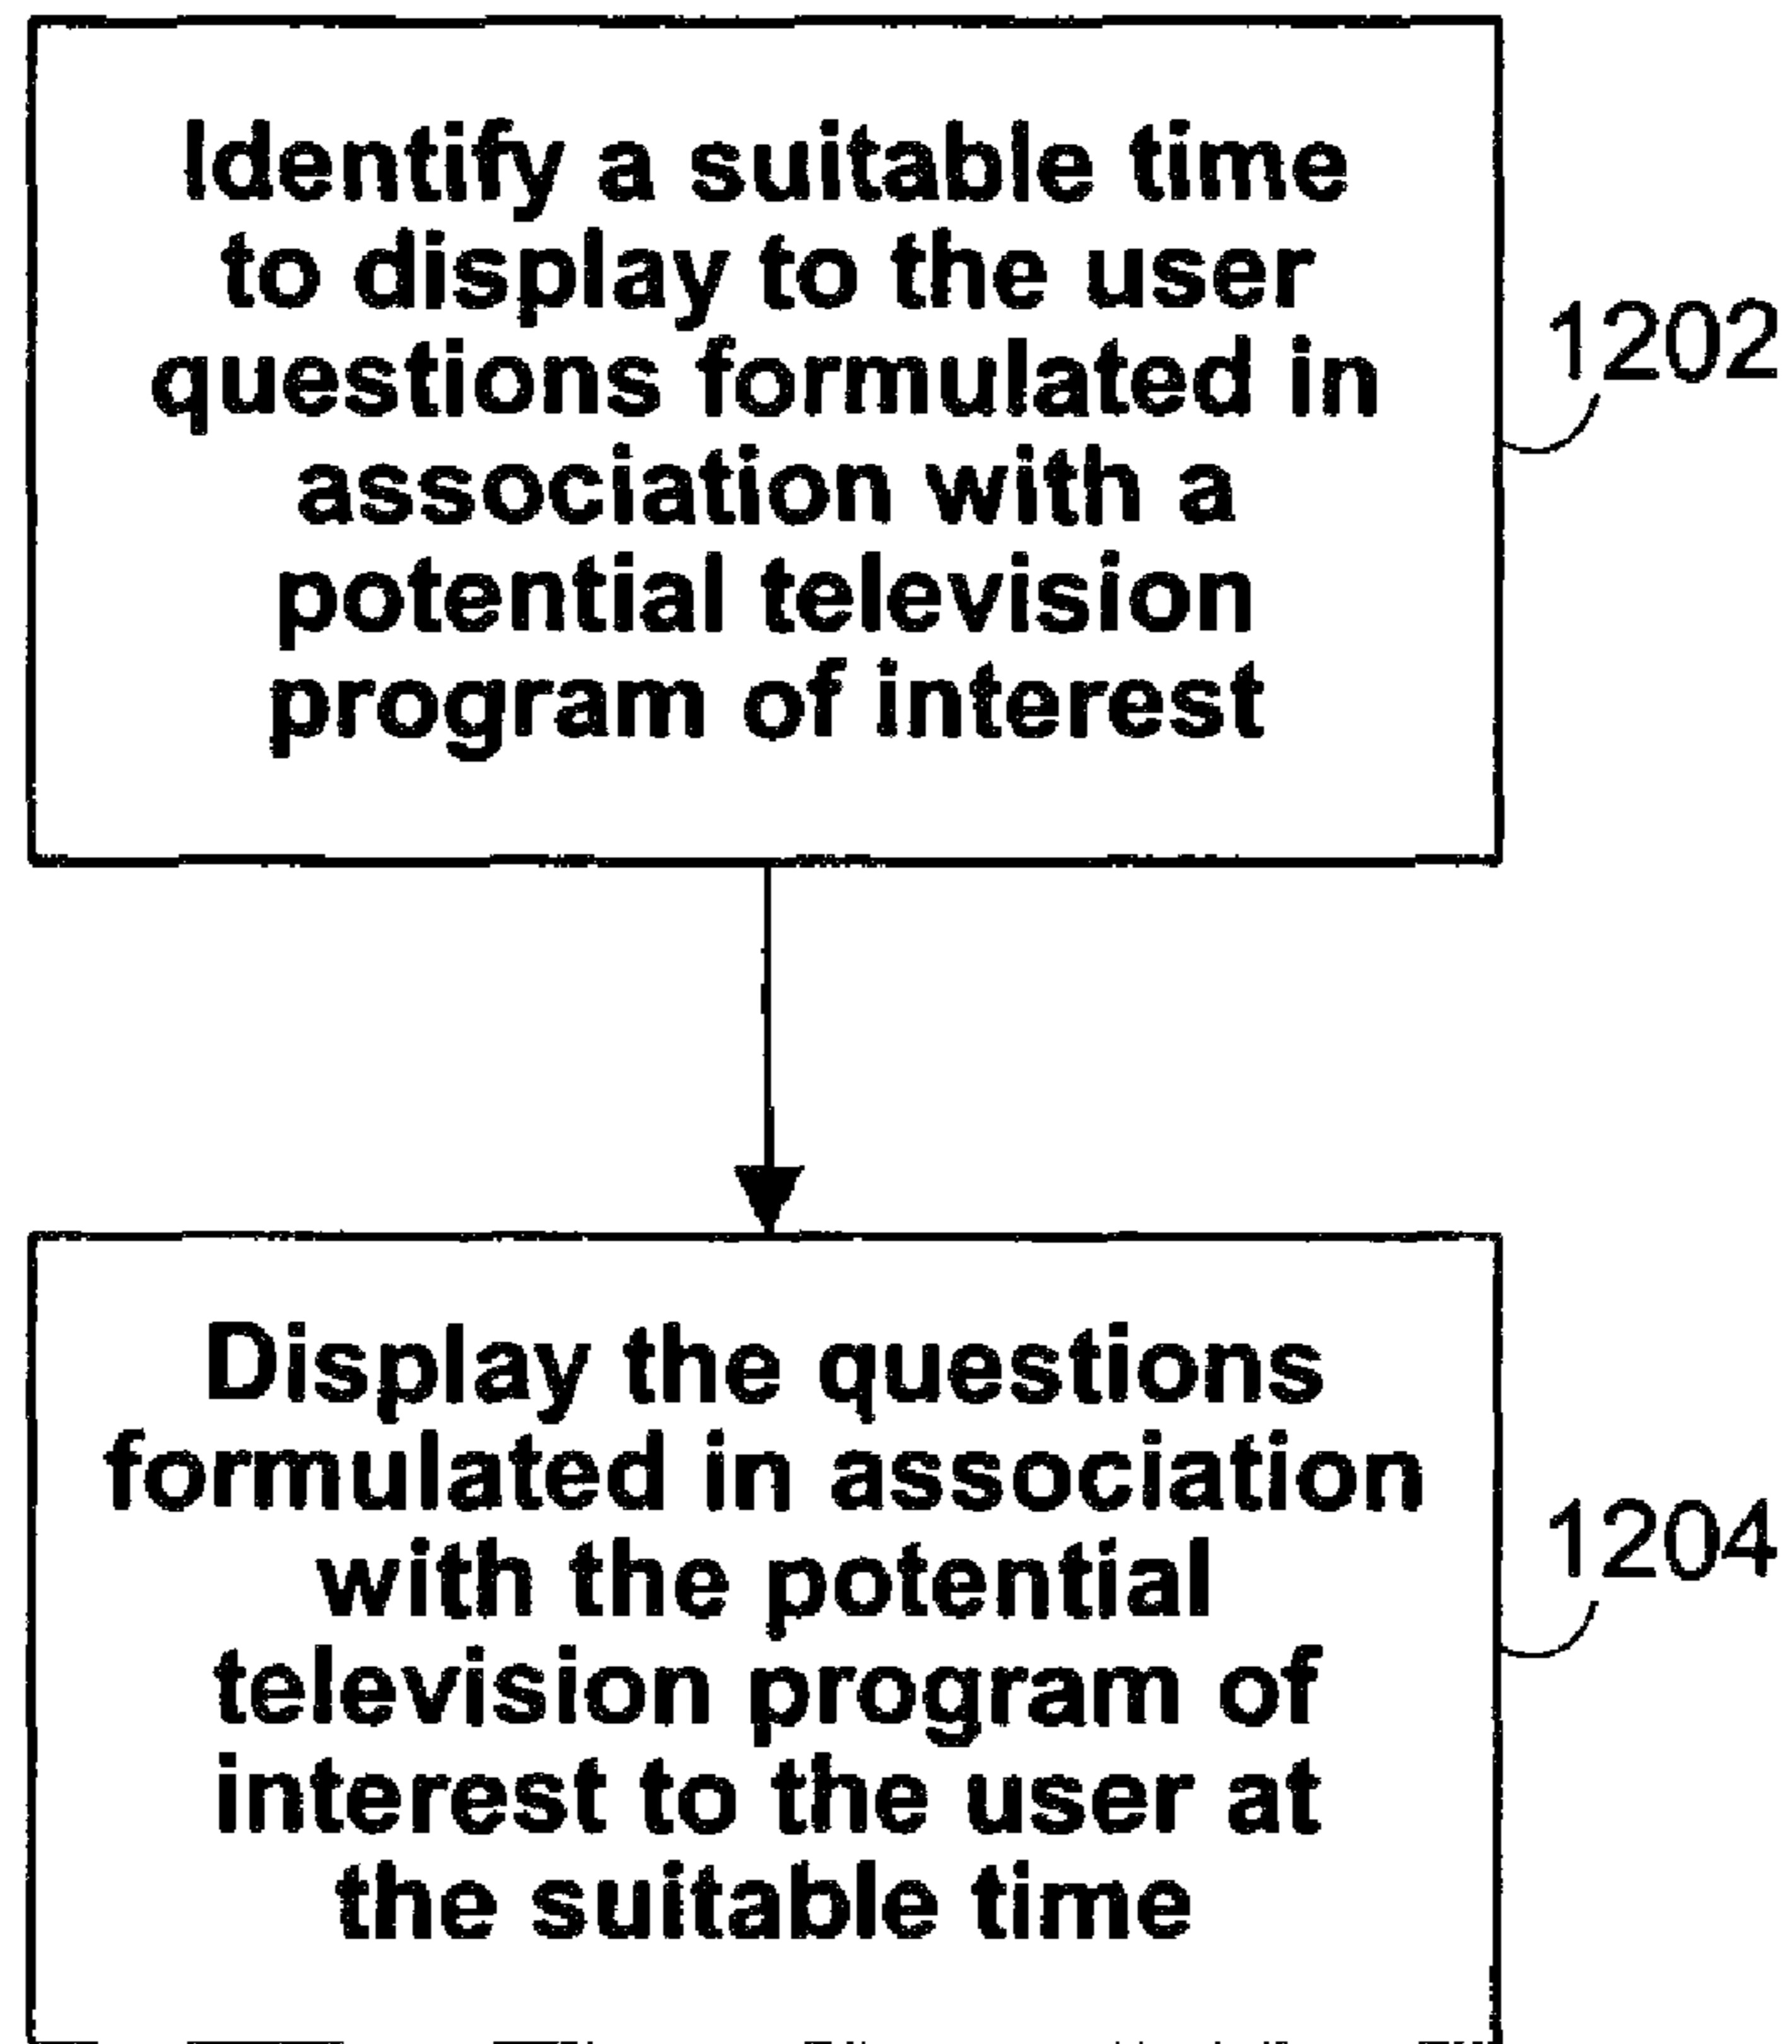 Identify a suitable time
to display to the user
questions formulated in
association with a
potential television
program of interest
1202
Display the questions
formulated in association
with the potential
television program of
interest to the user at
the suitable time
1204